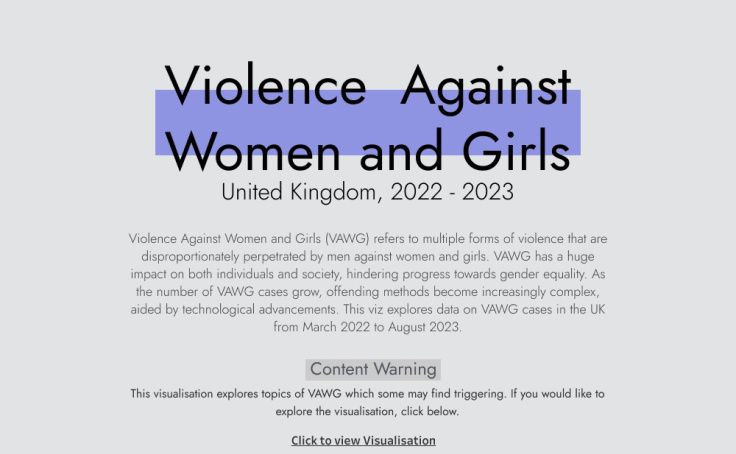 Violence Against
Women and Girls
United Kingdom, 2022 - 2023
Violence Against Women and Girls (VAWG) refers to multiple forms of violence that are
disproportionately perpetrated by men against women and girls. VAWG has a huge
impact on both individuals and society, hindering progress towards gender equality. As
the number of VAWG cases grow, offending methods become increasingly complex,
aided by technological advancements. This viz explores data on VAWG cases in the UK
from March 2022 to August 2023.
Content Warning
This visualisation explores topics of VAWG which some may find triggering. If you would like to
explore the visualisation, click below.
Click to view Visualisation